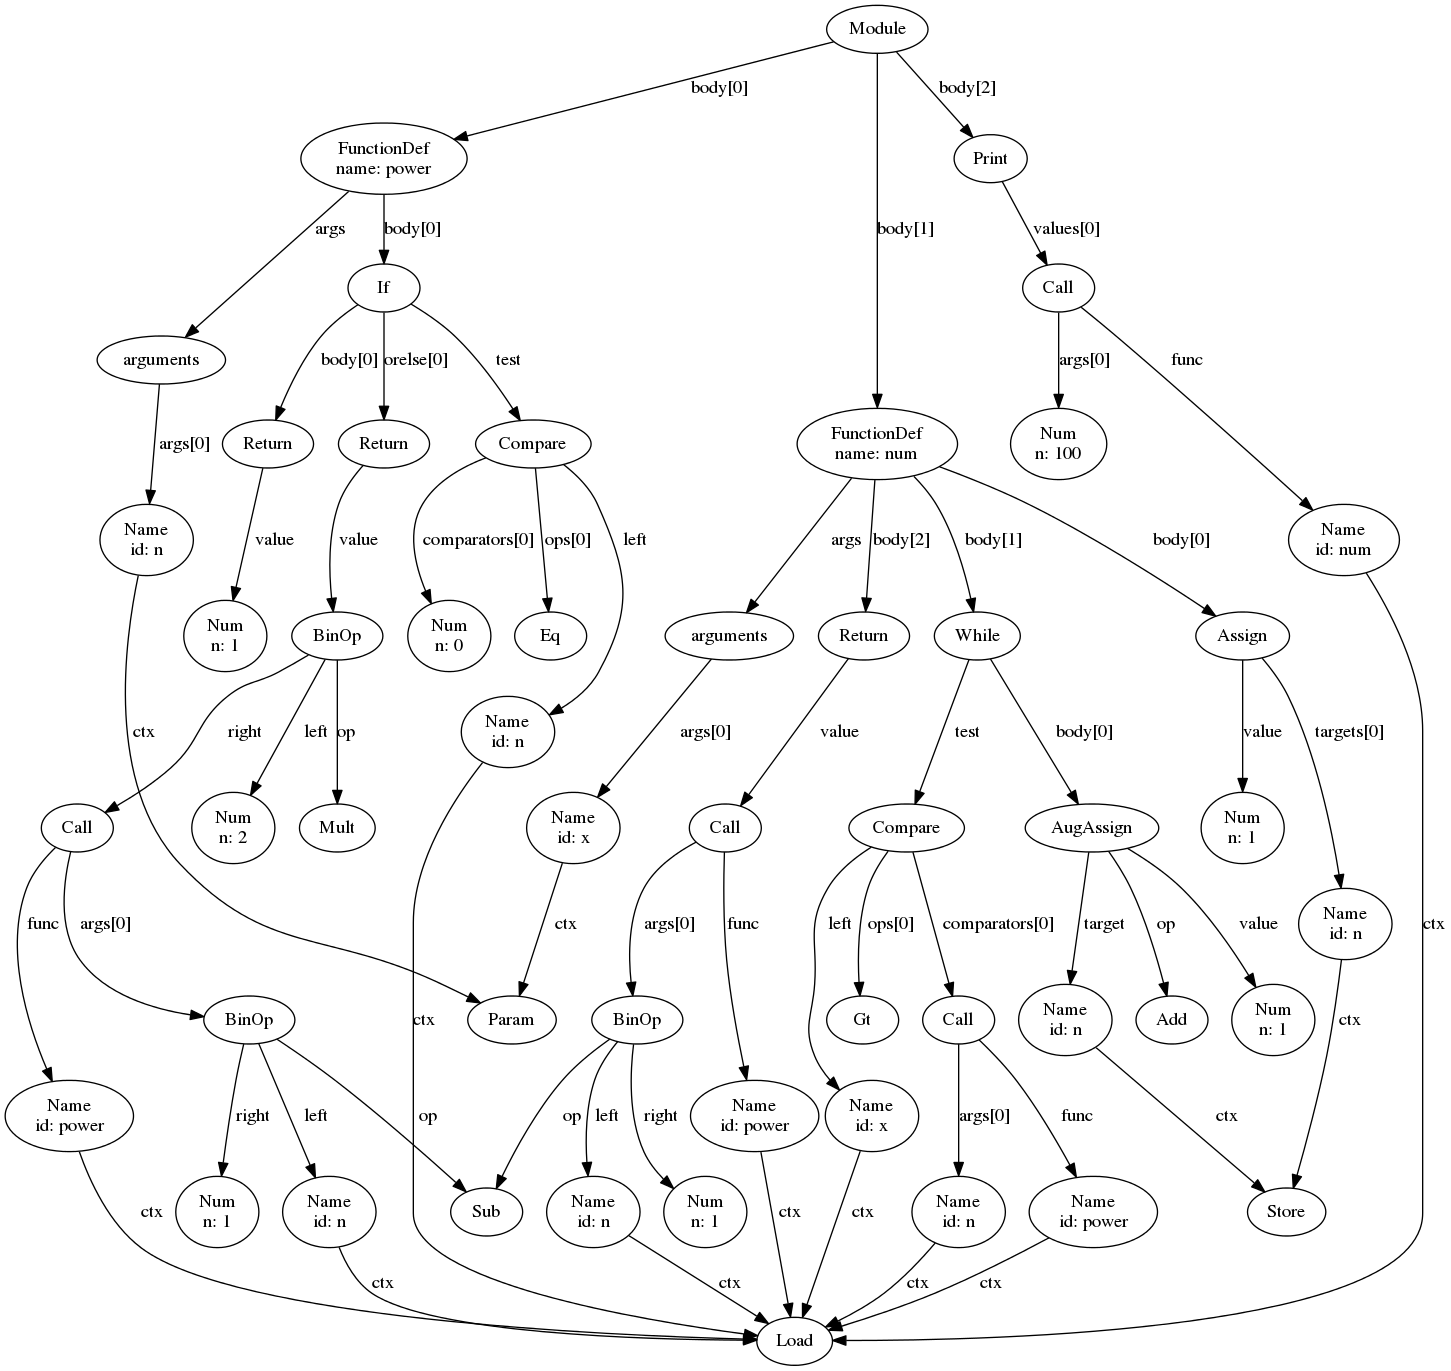 Module
body[0]
body[2]
FunctionDef
name: power
Print
args
body[0]
body[1]
values[0]
If
Call
arguments
body[0]
orelse[0]
test
args[0]
func
args[0]
Return
Return
Compare
FunctionDef
name: num
Num
n: 100
Name
id: n
value
value
comparators[0]
ops[0]
left
args
body[2]
body[1]
body[0]
Name
id: num
Num
n: 1
BinOp
Num
n: 0
Eq
arguments
Return
While
Assign
ctx
right
left
op
Name
id: n
args[0]
value
test
body[0]
value
targets[0]
Call
Num
n: 2
Mult
Name
id: x
Call
Compare
AugAssign
Num
n: 1
func
args[0]
ctx
args[0]
func
left
ops[0]
comparators[0]
target
op
value
Name
id: n
ctx
BinOp
ctx
Param
BinOp
Gt
Call
Name
id: n
Add
Num
n: 1
ctx
Name
id: power
right
left
op
op
left
right
Name
id: power
Name
id: x
args[0]
func
ctx
ctx
Num
n: 1
Name
id: n
Sub
Name
id: n
Num
n: 1
ctx
ctx
Name
id: n
Name
id: power
Store
ctx
ctx
ctx
ctx
Load